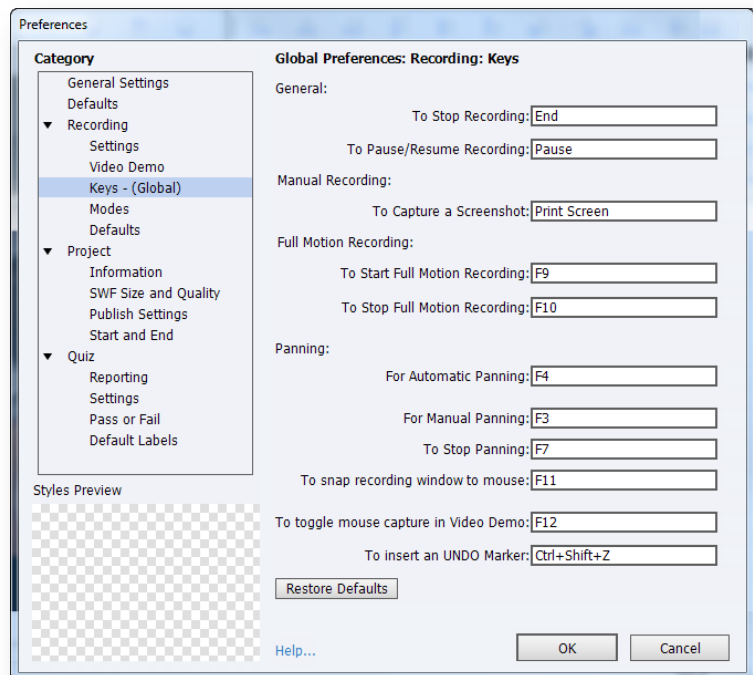 Preferences
Category
General Settings
Defaults
Recording
Settings
Video Demo
Keys - (Global)
Modes
Defaults
Project
Information
SWF Size and Quality
Publish Settings
Start and End
Quiz
Reporting
Settings
Pass or Fail
Default Labels
Styles Preview
Global Preferences: Recording: Keys
General:
To Stop Recording: End
To Pause/Resume Recording: Pause
Manual Recording:
To Capture a Screenshot: Print Screen
Full Motion Recording:
To Start Full Motion Recording: F9
To Stop Full Motion Recording: F10
Panning:
For Automatic Panning: F4
For Manual Panning: F3
To Stop Panning: F7
To snap recording window to mouse: F11
To toggle mouse capture in Video Demo: F12
To insert an UNDO Marker: Ctrl+Shift+Z
Restore Defaults
Help... OK Cancel